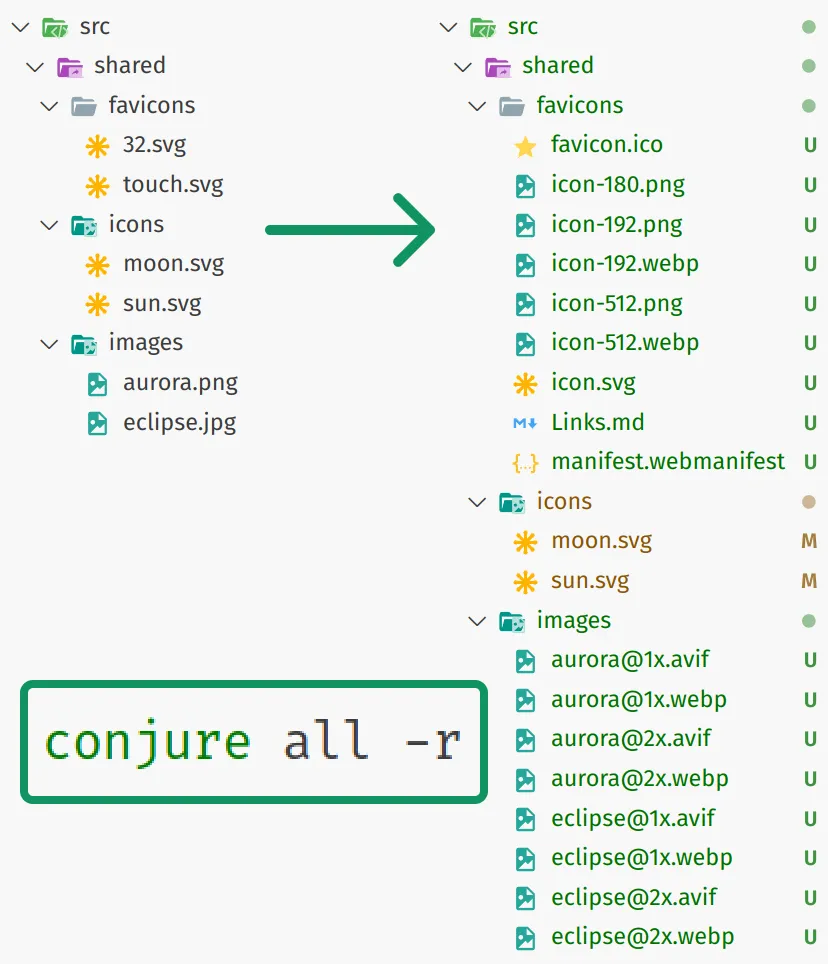 src
shared
favicons
32.svg
touch.svg
icons
moon.svg
sun.svg
images
aurora.png
eclipse.jpg
conjure all -r
src
shared
favicons
favicon.ico U
icon-180.png U
icon-192.png U
icon-192.webp U
icon-512.png U
icon-512.webp U
icon.svg U
M Links.md U
{...} manifest.webmanifest U
icons
moon.svg M
sun.svg M
images
aurora@1x.avif U
aurora@1x.webp U
aurora@2x.avif U
aurora@2x.webp U
eclipse@1x.avif U
eclipse@1x.webp U
eclipse@2x.avif U
eclipse@2x.webp U